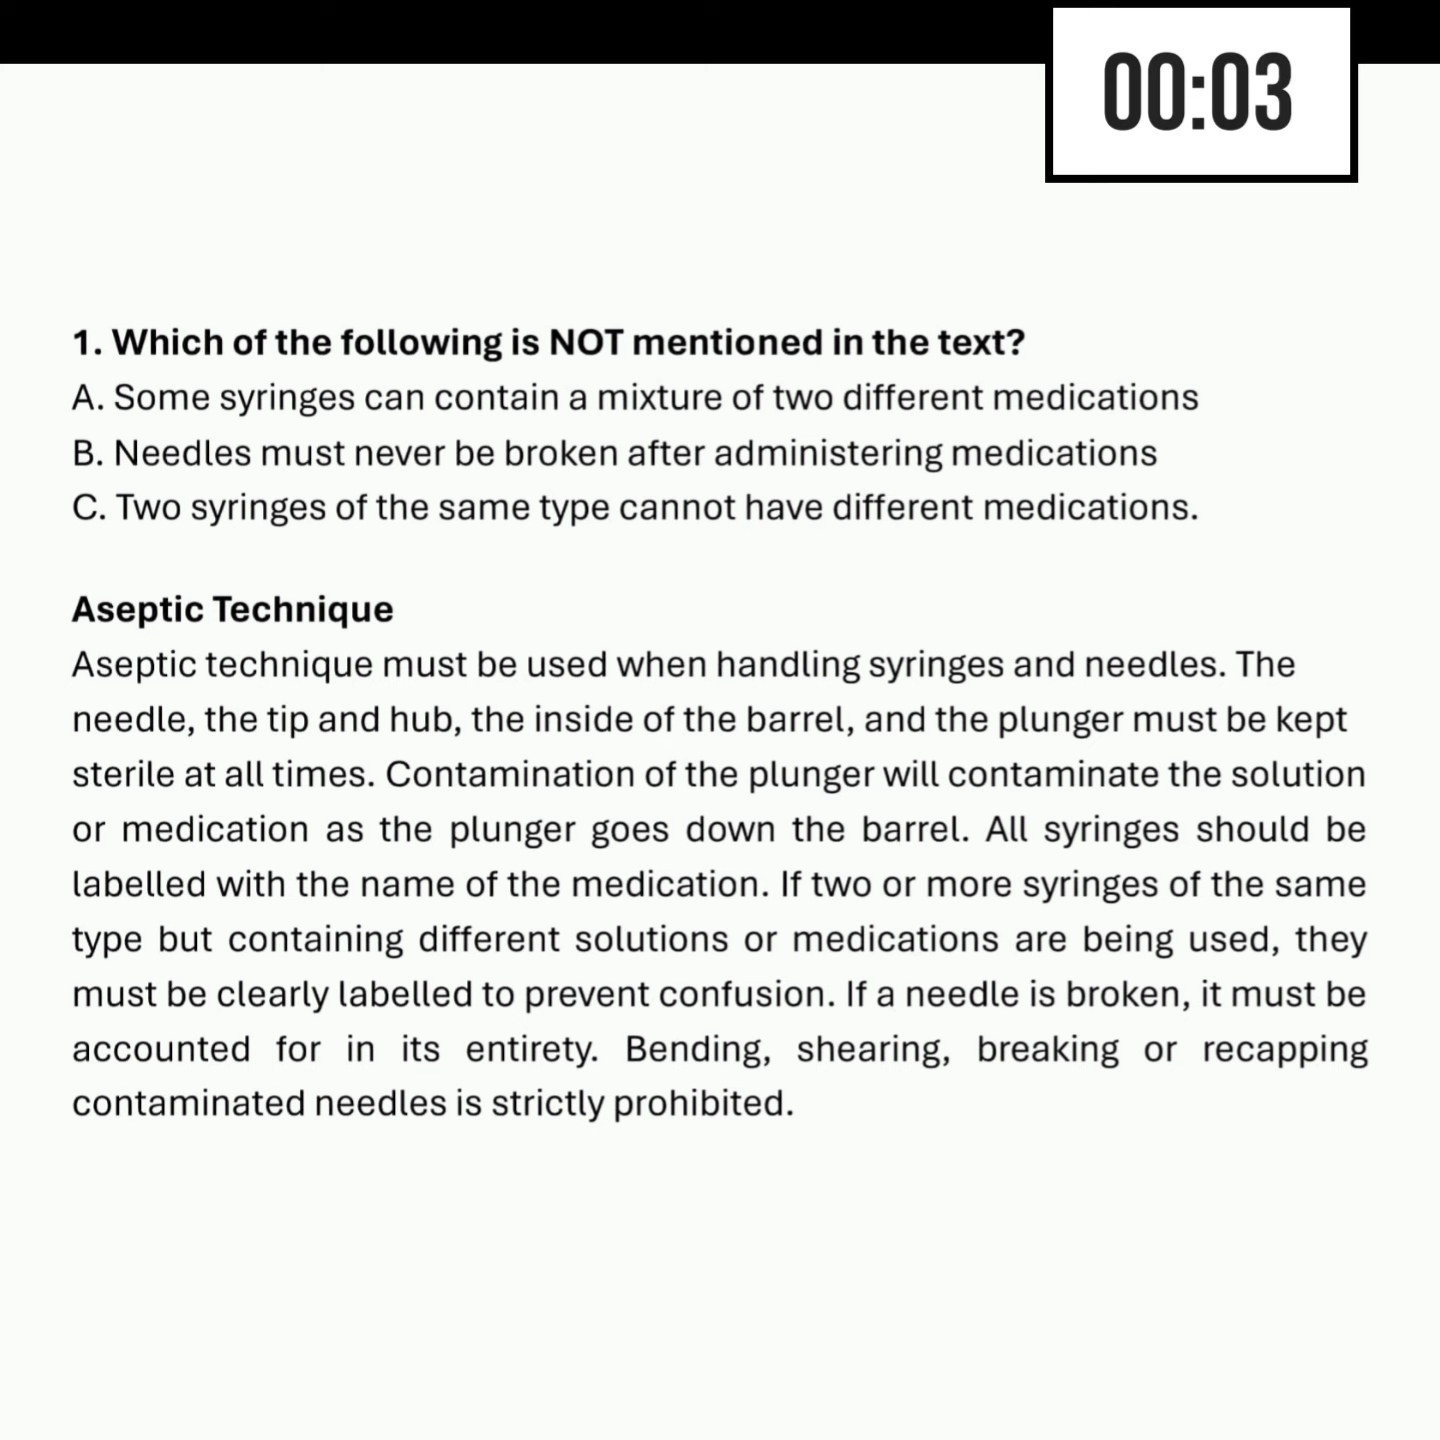 00:03
1. Which of the following is NOT mentioned in the text?
A. Some syringes can contain a mixture of two different medications
B. Needles must never be broken after administering medications
C. Two syringes of the same type cannot have different medications.
Aseptic Technique
Aseptic technique must be used when handling syringes and needles. The
needle, the tip and hub, the inside of the barrel, and the plunger must be kept
sterile at all times. Contamination of the plunger will contaminate the solution
or medication as the plunger goes down the barrel. All syringes should be
labelled with the name of the medication. If two or more syringes of the same
type but containing different solutions or medications are being used, they
must be clearly labelled to prevent confusion. If a needle is broken, it must be
accounted for in its entirety. Bending, shearing, breaking or recapping
contaminated needles is strictly prohibited.